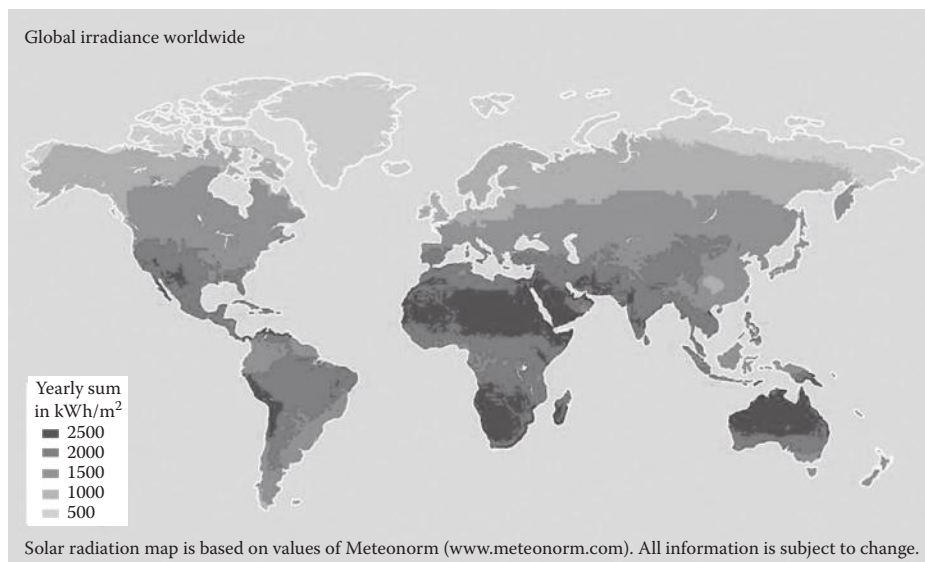 Global irradiance worldwide
Yearly sum
in kWh/m²
2500
2000
1500
1000
500
Solar radiation map is based on values of Meteonorm (www.meteonorm.com). All information is subject to change.